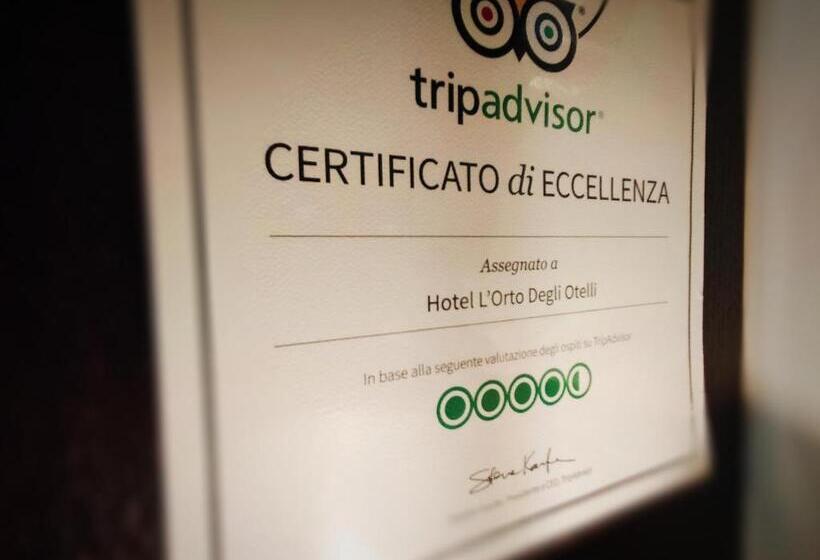 tripadvisor®
CERTIFICATO di ECCELLENZA
Assegnato a
Hotel L'Orto Degli Otelli
In base alla seguente valutazione degli ospiti su TripAdvisor